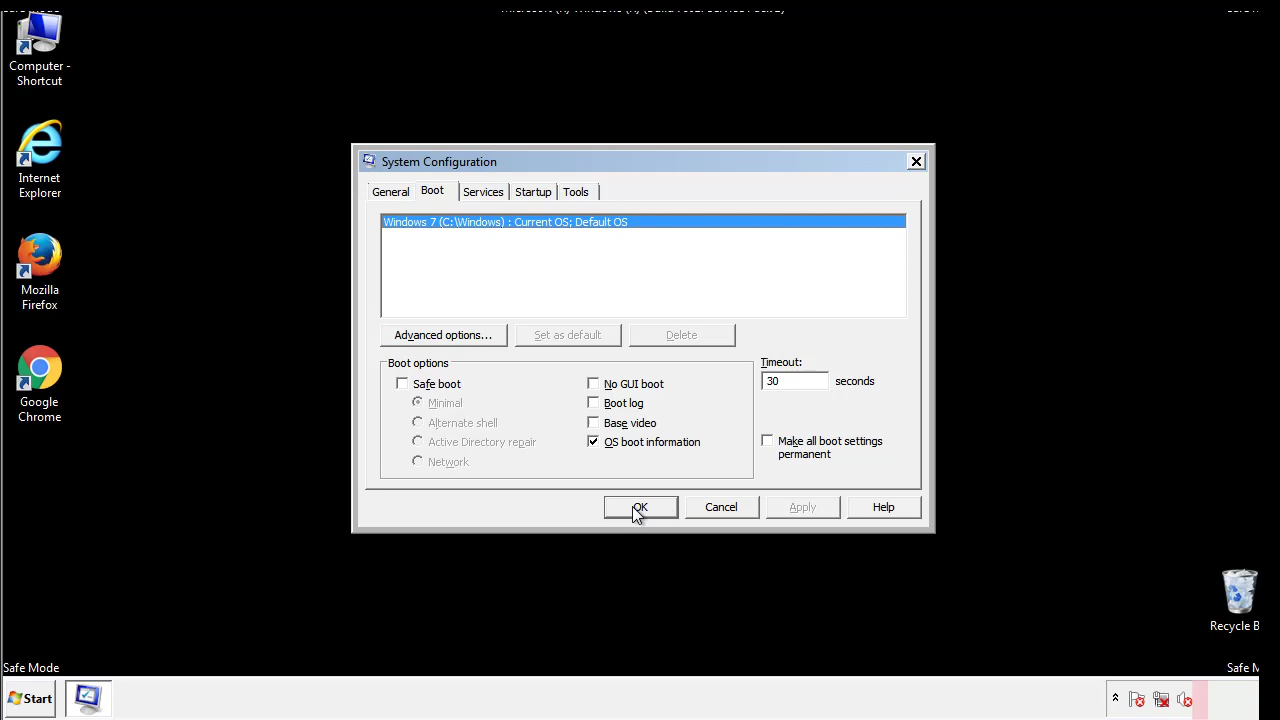 Computer -
Shortcut
Internet
Explorer
Mozilla
Firefox
Google
Chrome
System Configuration
General
Boot
Services
Startup
Tools
Windows 7 (C:\Windows) : Current OS; Default OS
Advanced options...
Set as default
Delete
Boot options
Safe boot
Minimal
Alternate shell
Active Directory repair
Network
No GUI boot
Boot log
Base video
OS boot information
Timeout:
30 seconds
Make all boot settings
permanent
OK
Cancel
Apply
Help
Recycle B
Safe Mode
Safe M
Start